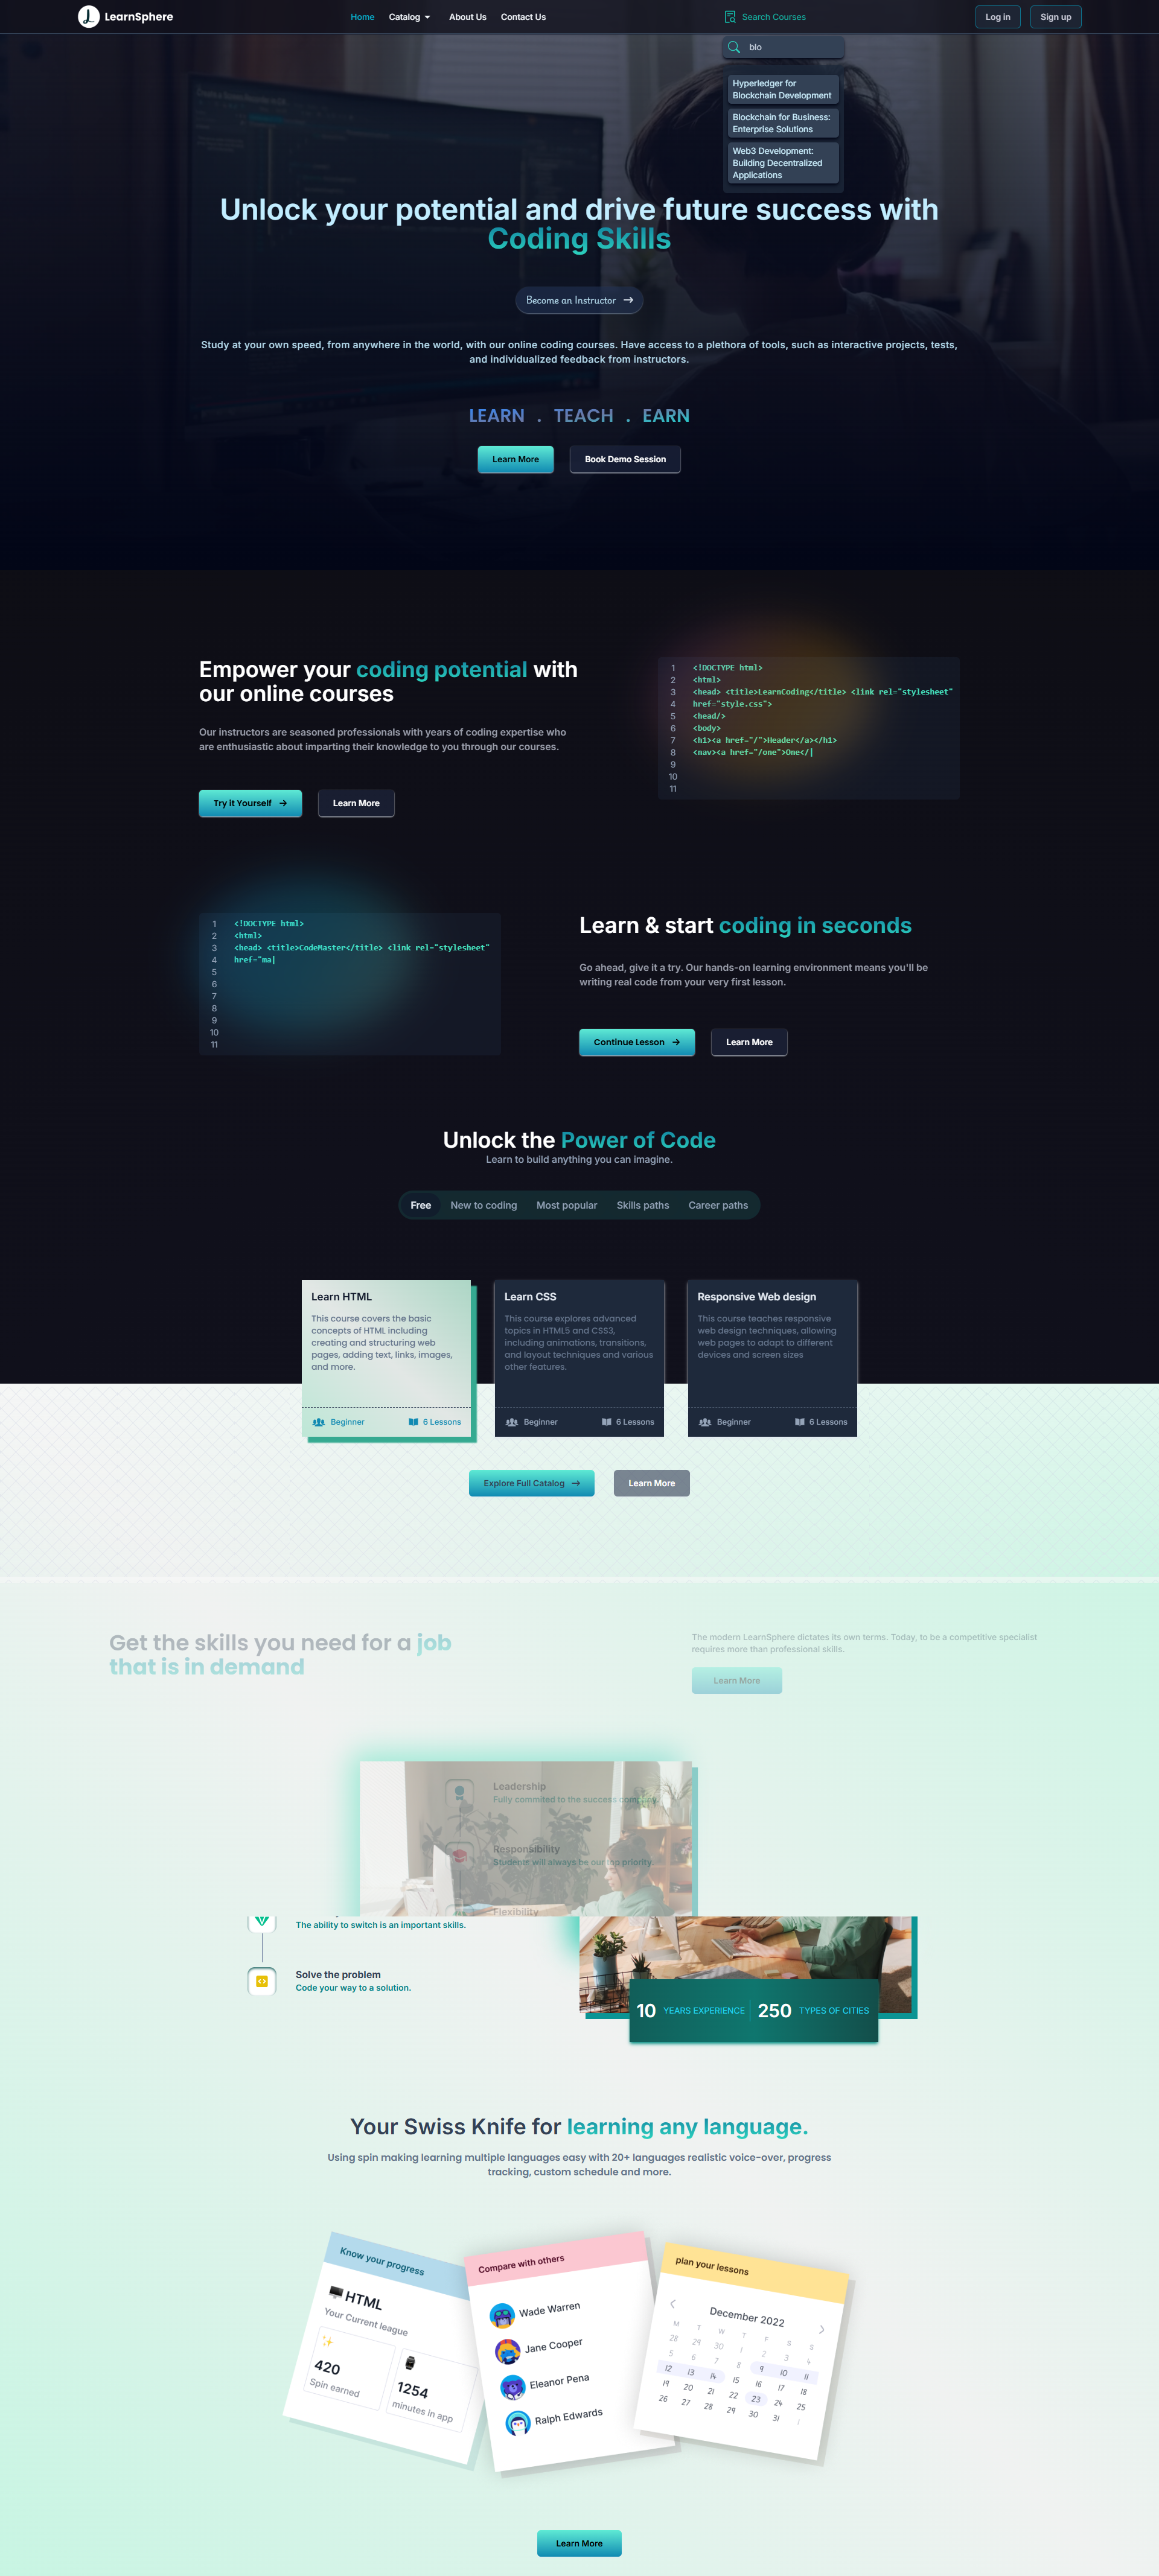 LearnSphere
Home
Catalog
About Us
Contact Us
Search Courses
Log in
Sign up
blo
Hyperledger for
Blockchain Development
Blockchain for Business:
Enterprise Solutions
Web3 Development:
Building Decentralized
Applications
Unlock your potential and drive future success with
Coding Skills
Become an Instructor
Study at your own speed, from anywhere in the world, with our online coding courses. Have access to a plethora of tools, such as interactive projects, tests,
and individualized feedback from instructors.
LEARN . TEACH . EARN
Learn More
Book Demo Session
Empower your coding potential with
our online courses
Our instructors are seasoned professionals with years of coding expertise who
are enthusiastic about imparting their knowledge to you through our courses.
Try it Yourself
Learn More
1 <!DOCTYPE html>
2 <html>
3 <head> <title>LearnCoding</title> <link rel="stylesheet"
4 href="style.css">
5 <head/>
6 <body>
7 <h1><a href="/">Header</a></h1>
8 <nav><a href="/one">One</|
9
10
11
1 <!DOCTYPE html>
2 <html>
3 <head> <title>CodeMaster</title> <link rel="stylesheet"
4 href="ma|
5
6
7
8
9
10
11
Learn & start coding in seconds
Go ahead, give it a try. Our hands-on learning environment means you'll be
writing real code from your very first lesson.
Continue Lesson
Learn More
Unlock the Power of Code
Learn to build anything you can imagine.
Free
New to coding
Most popular
Skills paths
Career paths
Learn HTML
This course covers the basic
concepts of HTML including
creating and structuring web
pages, adding text, links, images,
and more.
Beginner
6 Lessons
Learn CSS
This course explores advanced
topics in HTML5 and CSS3,
including animations, transitions,
and layout techniques and various
other features.
Beginner
6 Lessons
Responsive Web design
This course teaches responsive
web design techniques, allowing
web pages to adapt to different
devices and screen sizes
Beginner
6 Lessons
Explore Full Catalog
Learn More
Get the skills you need for a job
that is in demand
The modern LearnSphere dictates its own terms. Today, to be a competitive specialist
requires more than professional skills.
Learn More
Leadership
Fully commited to the success company.
Responsibility
Students will always be our top priority.
Flexibility
The ability to switch is an important skills.
Solve the problem
Code your way to a solution.
10 YEARS EXPERIENCE
250 TYPES OF CITIES
Your Swiss Knife for learning any language.
Using spin making learning multiple languages easy with 20+ languages realistic voice-over, progress
tracking, custom schedule and more.
Know your progress
HTML
Your Current league
420
Spin earned
1254
minutes in app
Compare with others
Wade Warren
Jane Cooper
Eleanor Pena
Ralph Edwards
plan your lessons
December 2022
M T W T F S S
28 29 30 1 2 3 4
5 6 7 8 9 10 11
12 13 14 15 16 17 18
19 20 21 22 23 24 25
26 27 28 29 30 31 1
Learn More